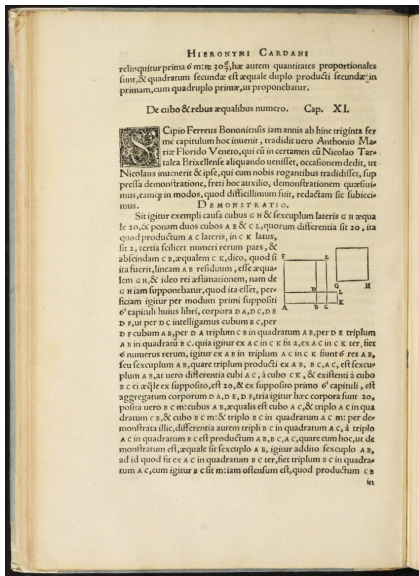 HIERONYMI CARDANI
relinquitur prima 6 m: ℞ 30 6/7, hæ autem quantitates proportionales
sunt, & quadratum secundæ est æquale duplo producti secundæ in
primam, cum quadruplo primæ, ut proponebatur.
De cubo & rebus æqualibus numero. Cap. XI.
SCipio Ferreus Bononiensis iam annis ab hinc triginta fer
mè capitulum hoc inuenit, tradidit uero Anthonio Ma-
riæ Florido Veneto, qui cũ in certamen cũ Nicolao Tar-
talea Brixellense aliquando uenisset, occasionem dedit, ut
Nicolaus inuenerit & ipse, qui cum nobis rogantibus tradidisset, sup
pressa demonstratione, freti hoc auxilio, demonstrationem quæsiui-
mus, eamq́; in modos, quod difficillimum fuit, redactam sic subieci-
mus.
DEMONSTRATIO.
Sit igitur exempli causa cubus G H & sexcuplum lateris G H æqua
le 20, & ponam duos cubos A E & C L, quorum differentia sit 20, ita
quod productum A C lateris, in C K latus,
sit 2, tertia scilicet numeri rerum pars, &
abscindam C B, æqualem C K, dico, quod si
ita fuerit, lineam A B residuum, esse æqua-
lem G H, & ideo rei æstimationem, nam de
G H iam supponebatur, quod ita esset, per-
ficiam igitur per modum primi suppositi
6ⁱ capituli huius libri, corpora D A, D C, D E
D F, ut per D C intelligamus cubum B C, per
D F cubum A B, per D A triplum C B in quadratum A B, per D E triplum
A B in quadratũ B C. quia igitur ex A C in C K fit 2, ex A C in C K ter, fiet
6 numerus rerum, igitur ex A B in triplum A C in C K fiunt 6 res A B,
seu sexcuplum A B, quare triplum producti ex A B, B C, A C, est sexcu-
plum A B, at uero differentia cubi A C, à cubo C K, & existenti à cubo
B C ei æq̃le ex supposito, est 20, & ex supposito primo 6ⁱ capituli, est
aggregatum corporum D A, D E, D F, tria igitur hæc corpora sunt 20,
posita uero B C m: cubus A B, æqualis est cubo A C, & triplo A C in qua
dratum C B, & cubo B C m: & triplo B C in quadratum A C m: per de-
monstrata illic, differentia autem tripli B C in quadratum A C, à triplo
A C in quadratum B C est productum A B, B C, A C, quare cum hoc, ut de
monstratum est, æquale sit sexcuplo A B, igitur addito sexcuplo A B,
ad id quod fit ex A C in quadratum B C ter, fiet triplum B C in quadra-
tum A C, cum igitur B C sit m: iam ostensum est, quod productum C B
in
F
E
D
L
K
A
B
C
G
H